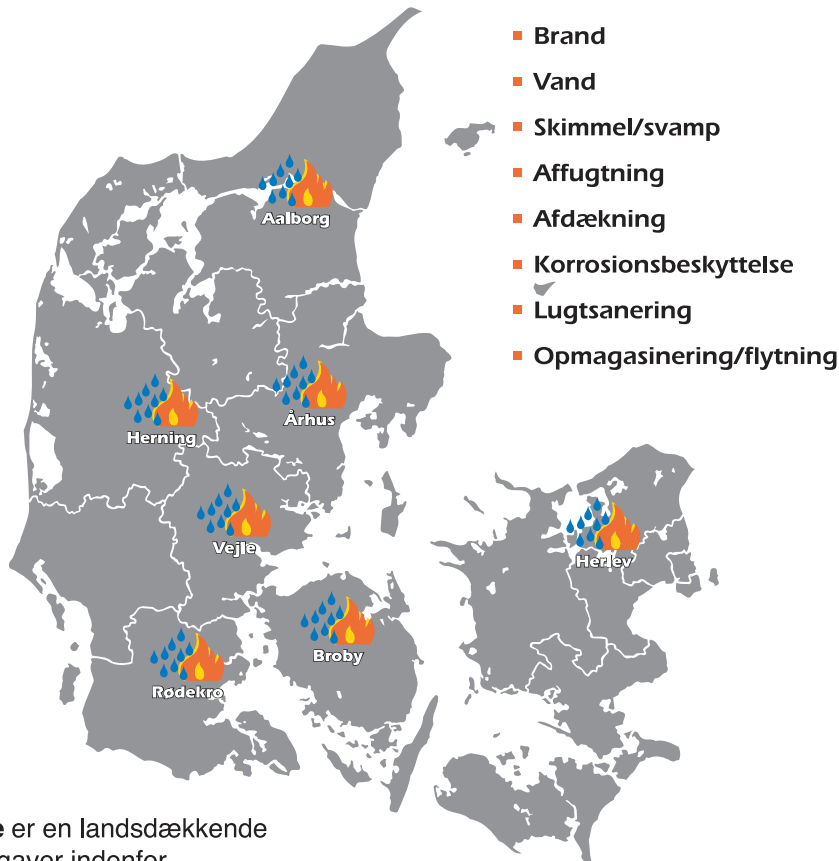 Brand
Vand
Skimmel/svamp
Affugtning
Afdækning
Korrosionsbeskyttelse
Lugtsanering
Opmagasinering/flytning
Aalborg
Århus
Herning
Vejle
Herlev
Broby
Rødekro
er en landsdækkende
indenfor